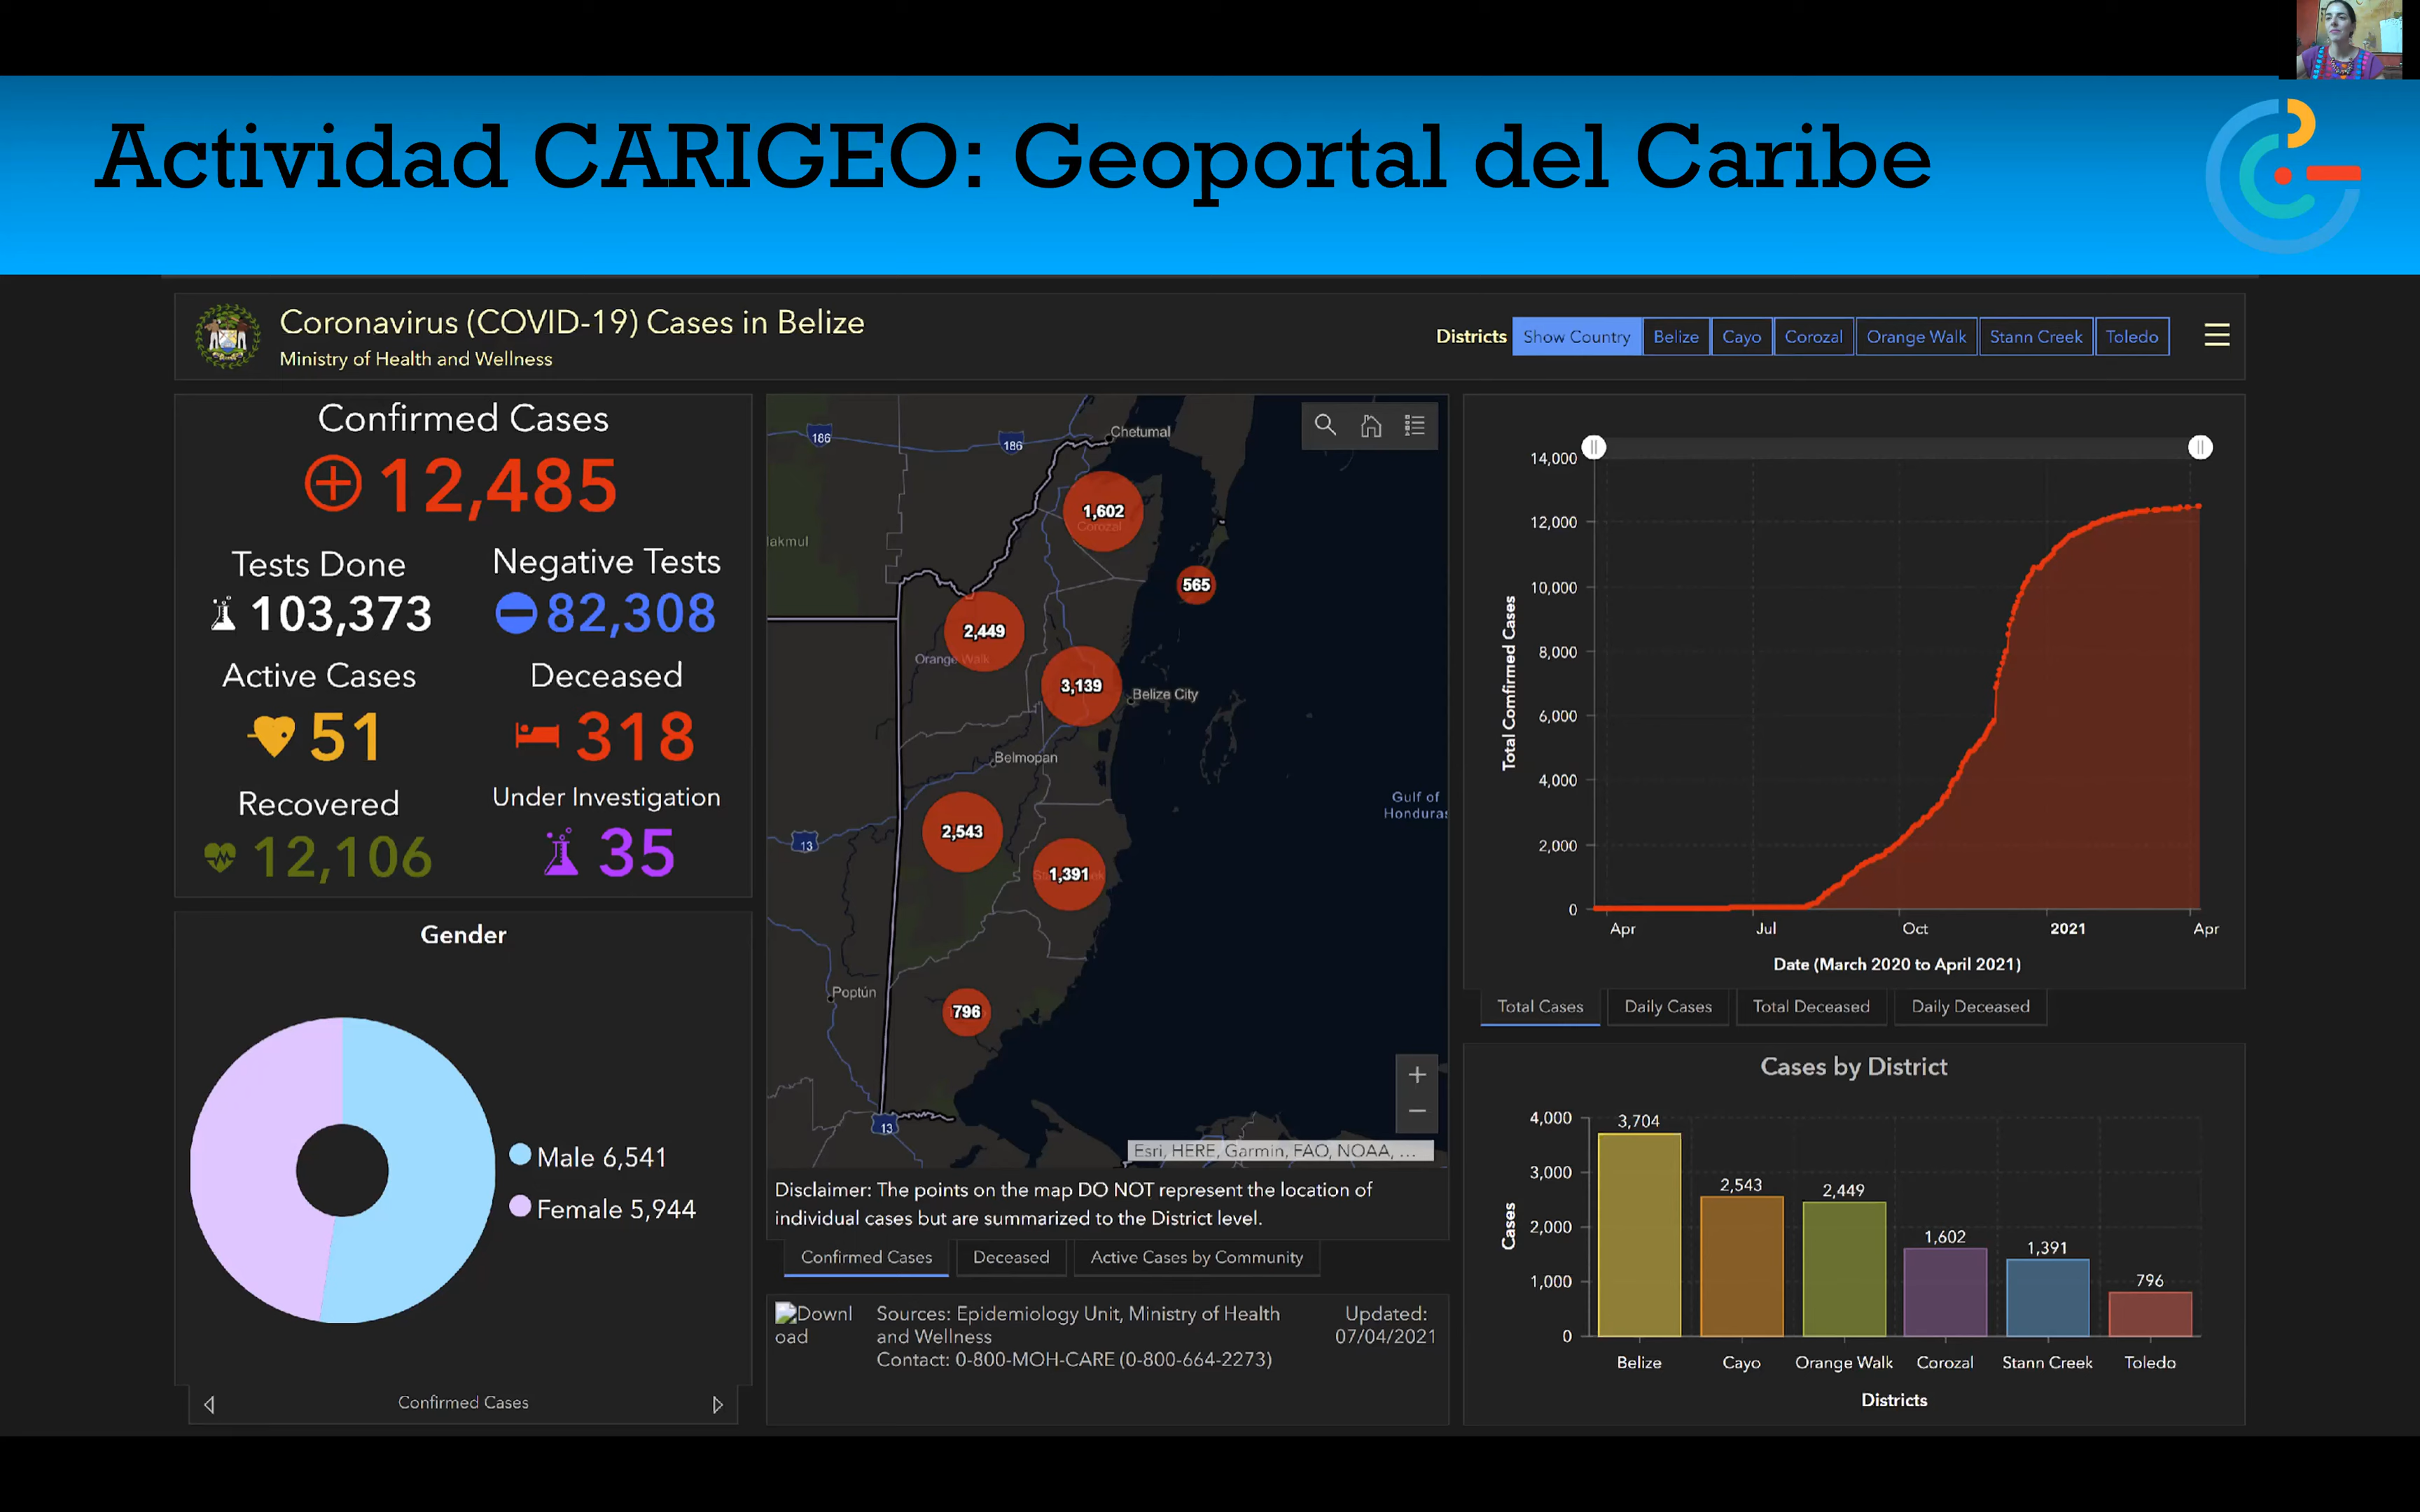 Actividad CARIGEO: Geoportal del Caribe
Coronavirus (COVID-19) Cases in Belize
Ministry of Health and Wellness
Districts Show Country Belize Cayo Corozal Orange Walk Stann Creek Toledo
Confirmed Cases
12,485
Tests Done
103,373
Negative Tests
82,308
Active Cases
51
Deceased
318
Recovered
12,106
Under Investigation
35
Gender
Male 6,541
Female 5,944
Confirmed Cases
186
186
Chetumal
1,602
Corozal
lakmul
565
2,449
Orange Walk
3,139
Belize City
Belmopan
Gulf of
Honduras
2,543
13
1,391
Poptún
796
13
Esri, HERE, Garmin, FAO, NOAA, ...
Disclaimer: The points on the map DO NOT represent the location of
individual cases but are summarized to the District level.
Confirmed Cases Deceased Active Cases by Community
Downl
oad
Sources: Epidemiology Unit, Ministry of Health
and Wellness
Contact: 0-800-MOH-CARE (0-800-664-2273)
Updated:
07/04/2021
Total Confirmed Cases
14,000
12,000
10,000
8,000
6,000
4,000
2,000
0
Apr Jul Oct 2021 Apr
Date (March 2020 to April 2021)
Total Cases Daily Cases Total Deceased Daily Deceased
Cases by District
Cases
4,000
3,000
2,000
1,000
0
3,704
2,543
2,449
1,602
1,391
796
Belize Cayo Orange Walk Corozal Stann Creek Toledo
Districts